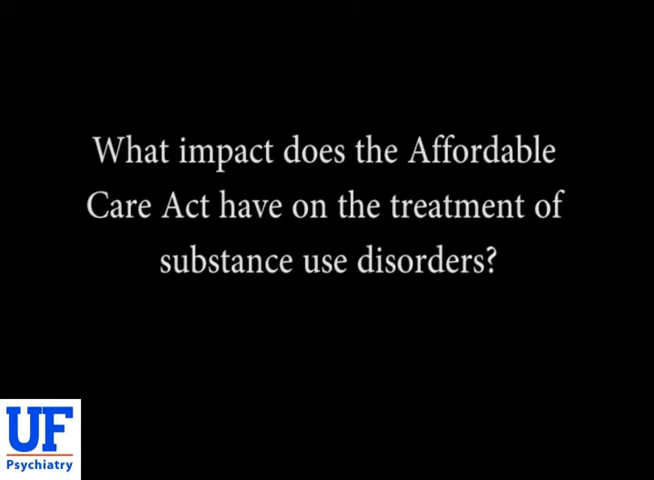 What impact does the Affordable
Care Act have on the treatment of
substance use disorders?
UF
Psychiatry